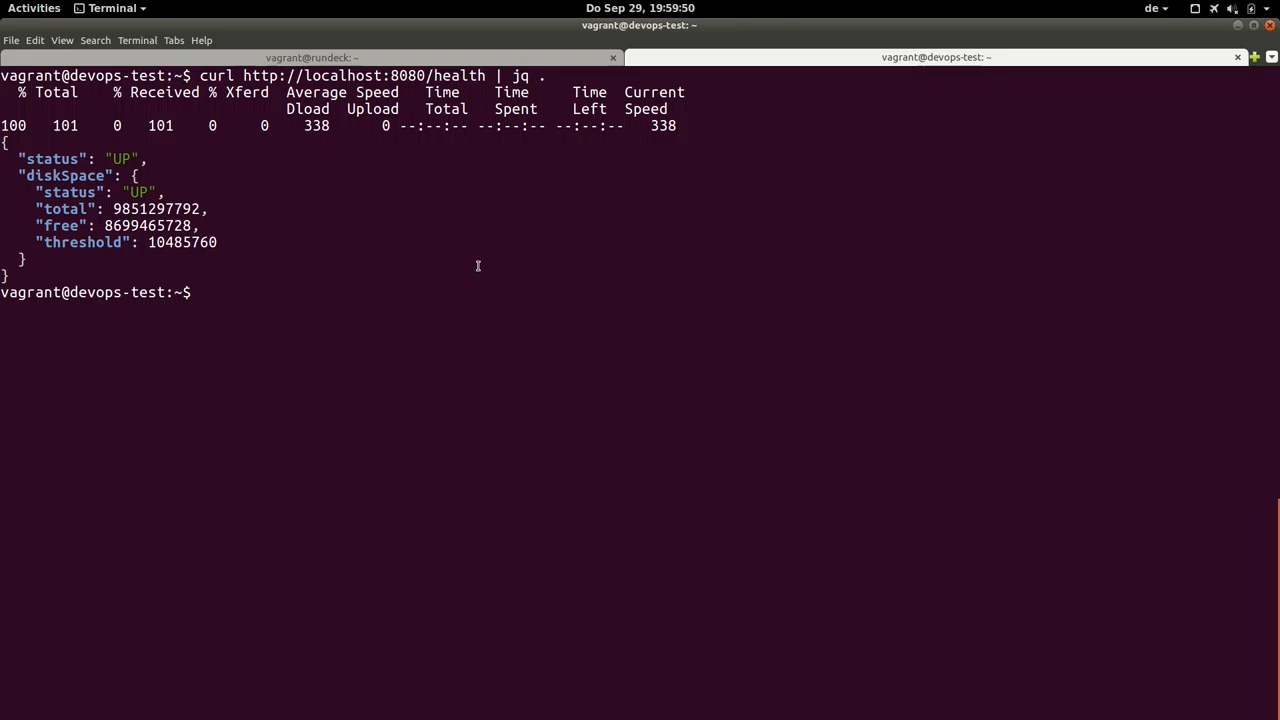 Activities Terminal Do Sep 29, 19:59:50 de
vagrant@devops-test: ~
File Edit View Search Terminal Tabs Help
vagrant@rundeck: ~ vagrant@devops-test: ~
vagrant@devops-test:~$ curl http://localhost:8080/health | jq .
% Total % Received % Xferd Average Speed Time Time Time Current
Dload Upload Total Spent Left Speed
100 101 0 101 0 0 338 0 --:--:-- --:--:-- --:--:-- 338
{
"status": "UP",
"diskSpace": {
"status": "UP",
"total": 9851297792,
"free": 8699465728,
"threshold": 10485760
}
}
vagrant@devops-test:~$